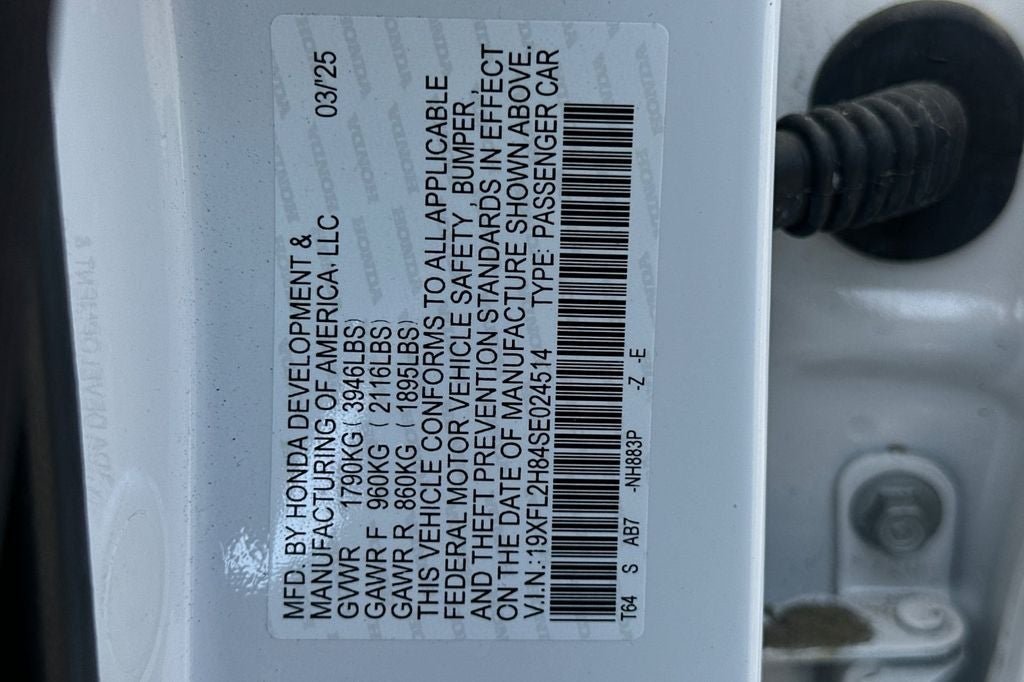 MFD. BY HONDA DEVELOPMENT &
MANUFACTURING OF AMERICA, LLC 03/'25
GVWR 1790KG ( 3946LBS)
GAWR F 960KG ( 2116LBS)
GAWR R 860KG ( 1895LBS)
THIS VEHICLE CONFORMS TO ALL APPLICABLE
FEDERAL MOTOR VEHICLE SAFETY, BUMPER ,
AND THEFT PREVENTION STANDARDS IN EFFECT
ON THE DATE OF MANUFACTURE SHOWN ABOVE.
V.I.N.: 19XFL2H84SE024514 TYPE: PASSENGER CAR
T64 S AB7 -NH883P -Z -E